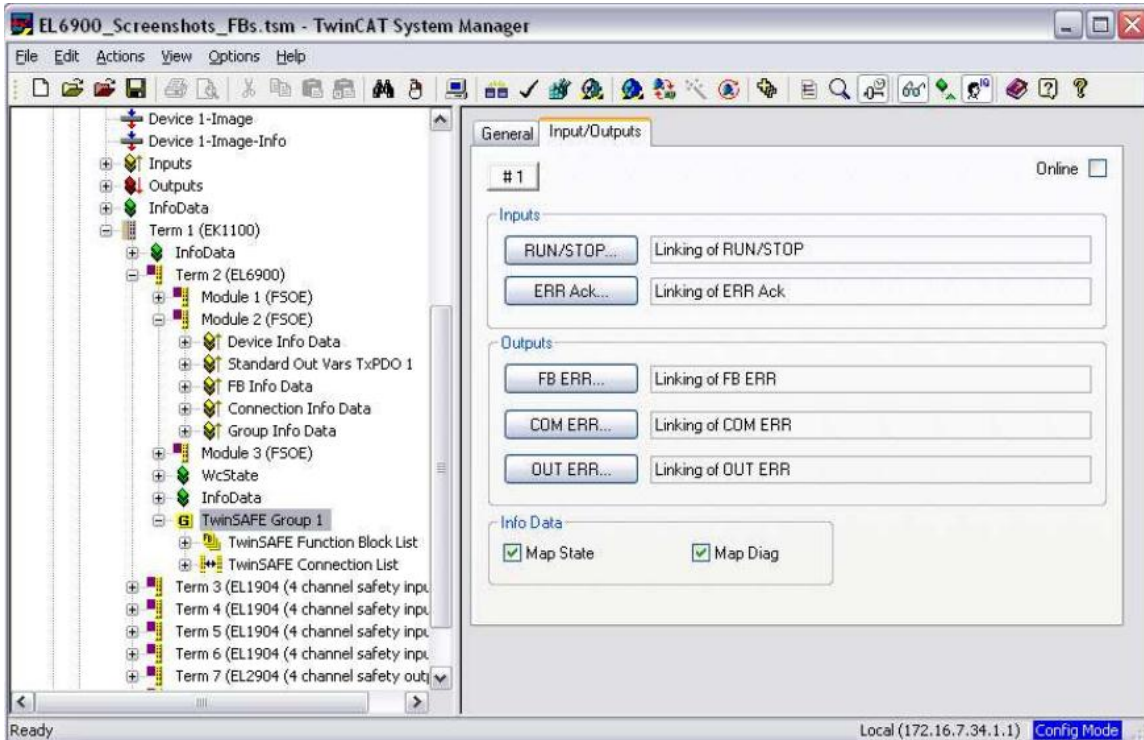 EL6900_Screenshots_FBs.tsm - TwinCAT System Manager
File Edit Actions View Options Help
Device 1-Image
Device 1-Image-Info
Inputs
Outputs
InfoData
Term 1 (EK1100)
InfoData
Term 2 (EL6900)
Module 1 (FSOE)
Module 2 (FSOE)
Device Info Data
Standard Out Vars TxPDO 1
FB Info Data
Connection Info Data
Group Info Data
Module 3 (FSOE)
WcState
InfoData
G TwinSAFE Group 1
TwinSAFE Function Block List
TwinSAFE Connection List
Term 3 (EL1904 (4 channel safety inpu
Term 4 (EL1904 (4 channel safety inpu
Term 5 (EL1904 (4 channel safety inpu
Term 6 (EL1904 (4 channel safety inpu
Term 7 (EL2904 (4 channel safety outp
General Input/Outputs
#1 Online
Inputs
RUN/STOP... Linking of RUN/STOP
ERR Ack... Linking of ERR Ack
Outputs
FB ERR... Linking of FB ERR
COM ERR... Linking of COM ERR
OUT ERR... Linking of OUT ERR
Info Data
Map State Map Diag
Ready Local (172.16.7.34.1.1) Config Mode